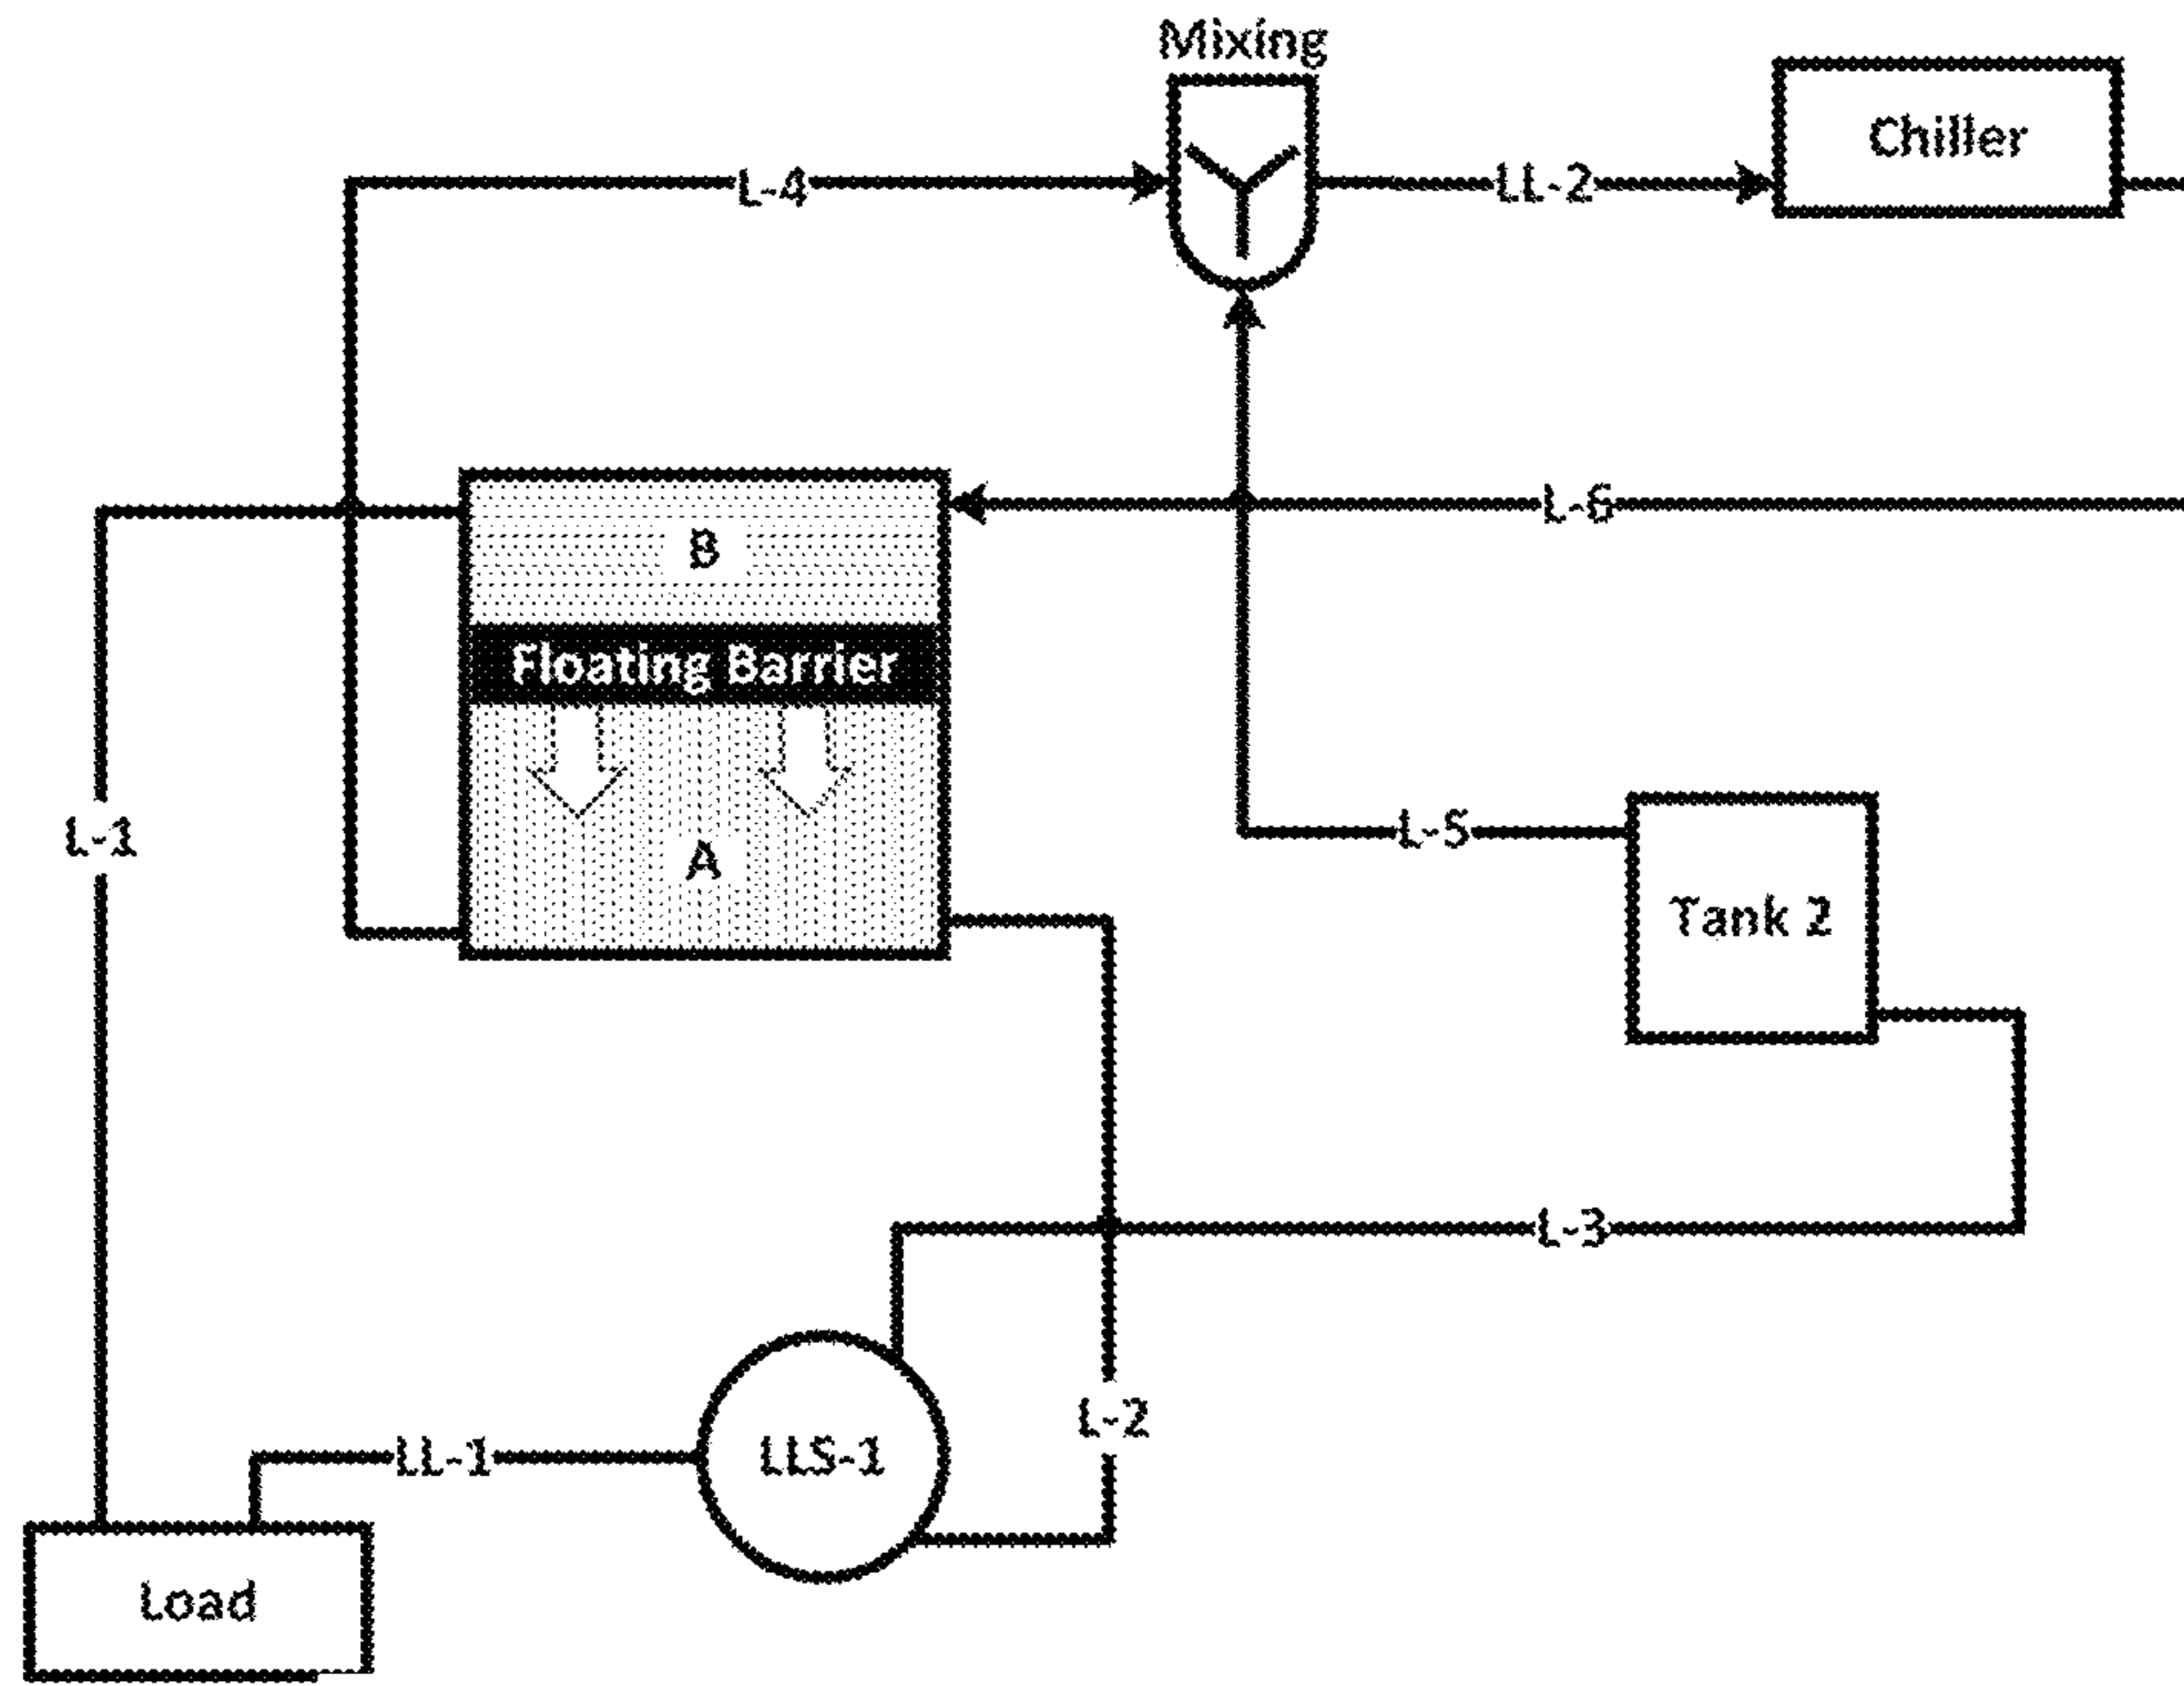 Mixing
Chiller
L-4
LL-2
L-6
B
Floating Barrier
L-1
L-5
A
Tank 2
L-3
L-2
LL-1
LLS-1
Load